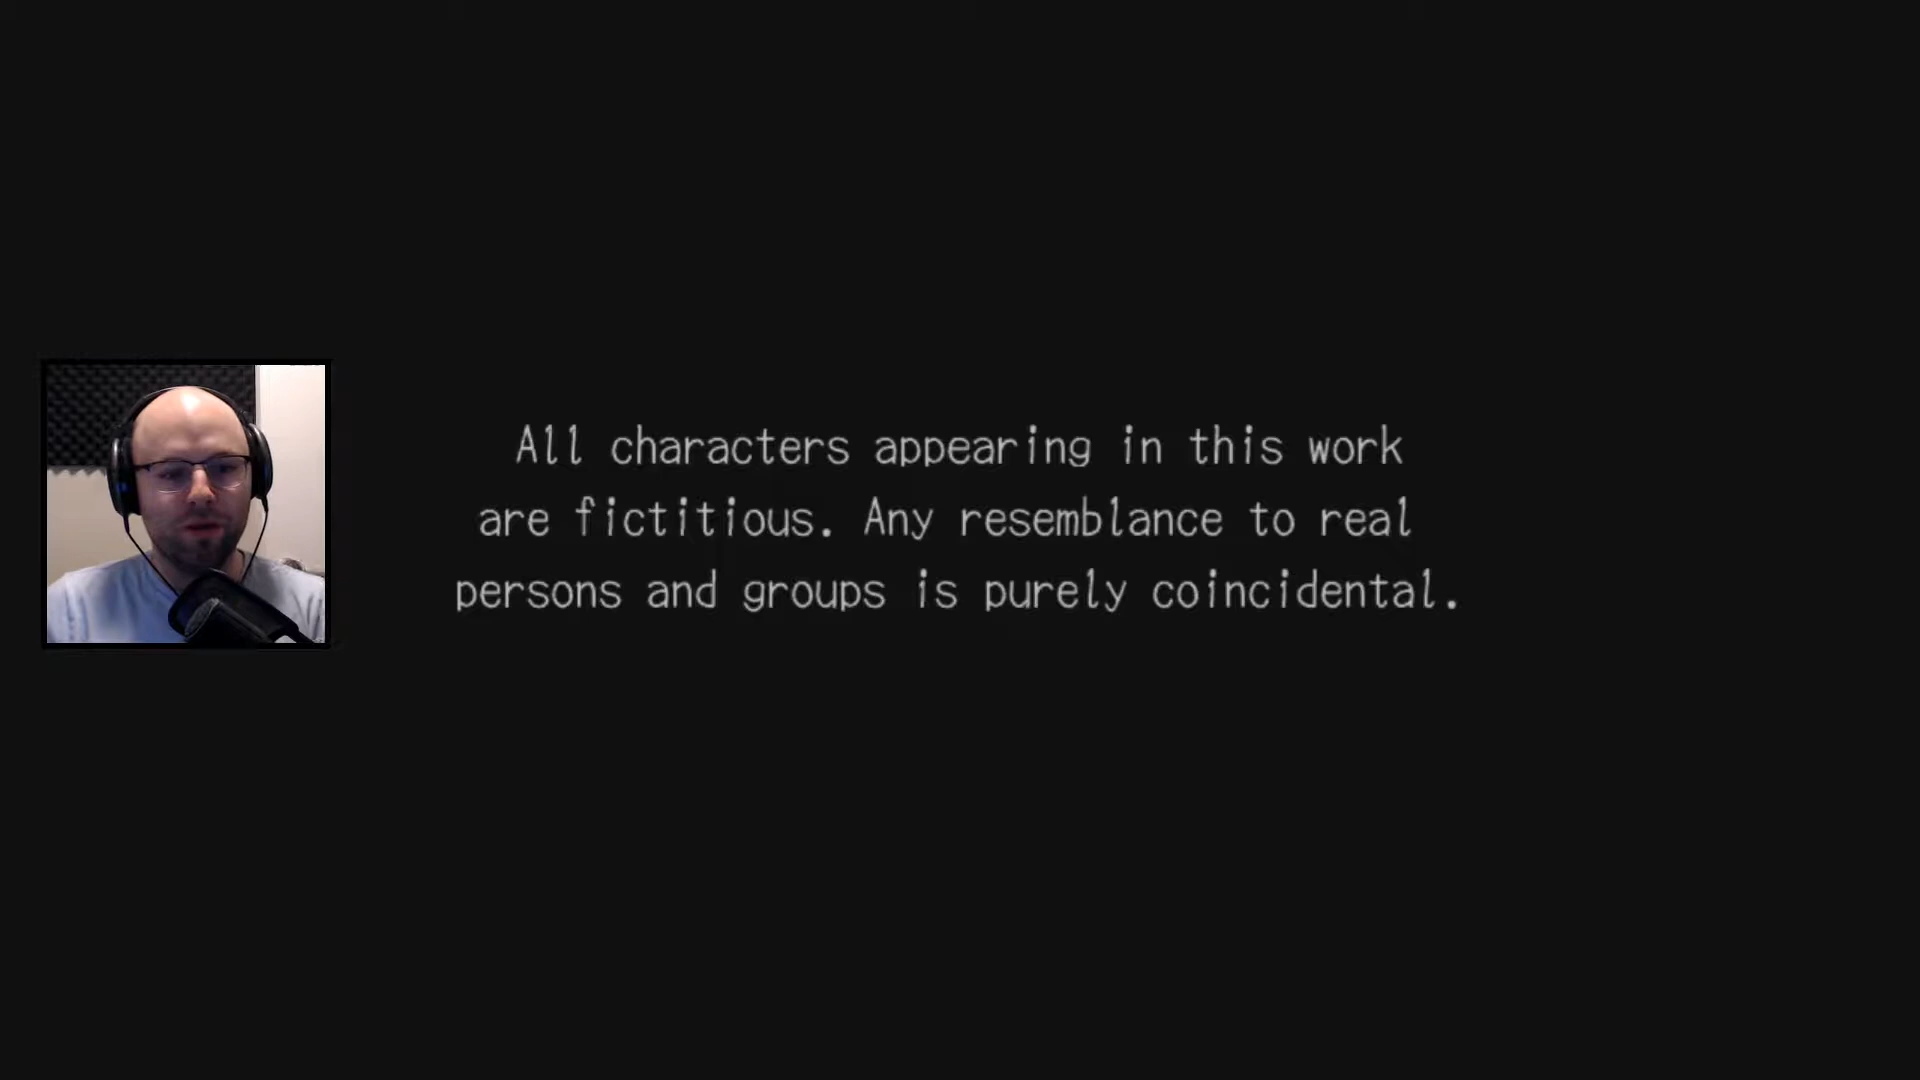 All characters appearing in this work
are fictitious. Any resemblance to real
persons and groups is purely coincidental.